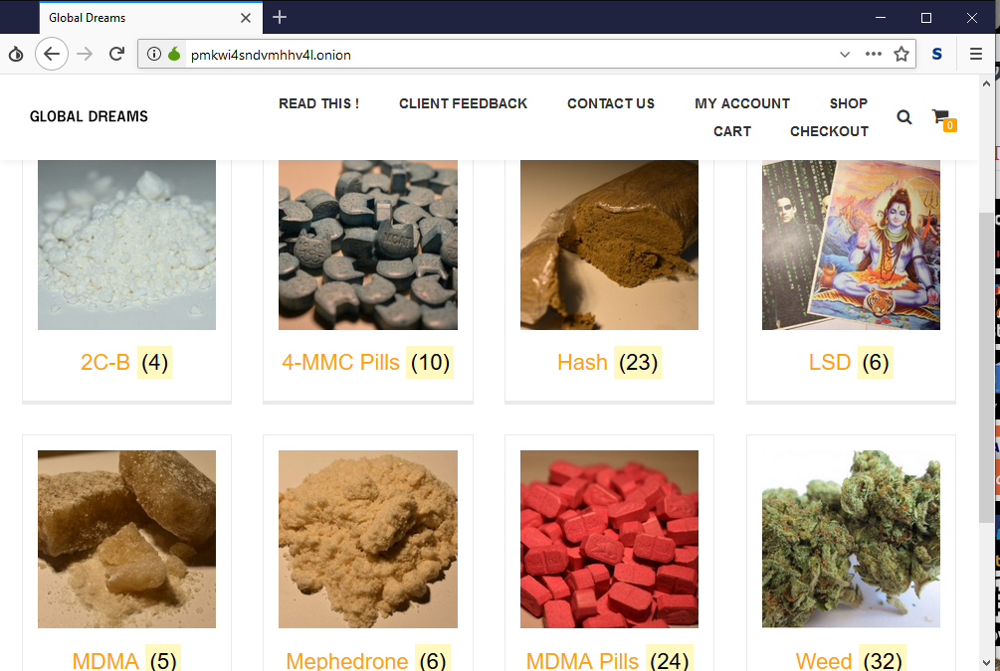 Global Dreams
pmkwi4sndvmhhv4l.onion
S
GLOBAL DREAMS
READ THIS ! CLIENT FEEDBACK CONTACT US MY ACCOUNT SHOP
CART CHECKOUT
0
2C-B (4)
4-MMC Pills (10)
Hash (23)
LSD (6)
MDMA (5)
Mephedrone (6)
MDMA Pills (24)
Weed (32)